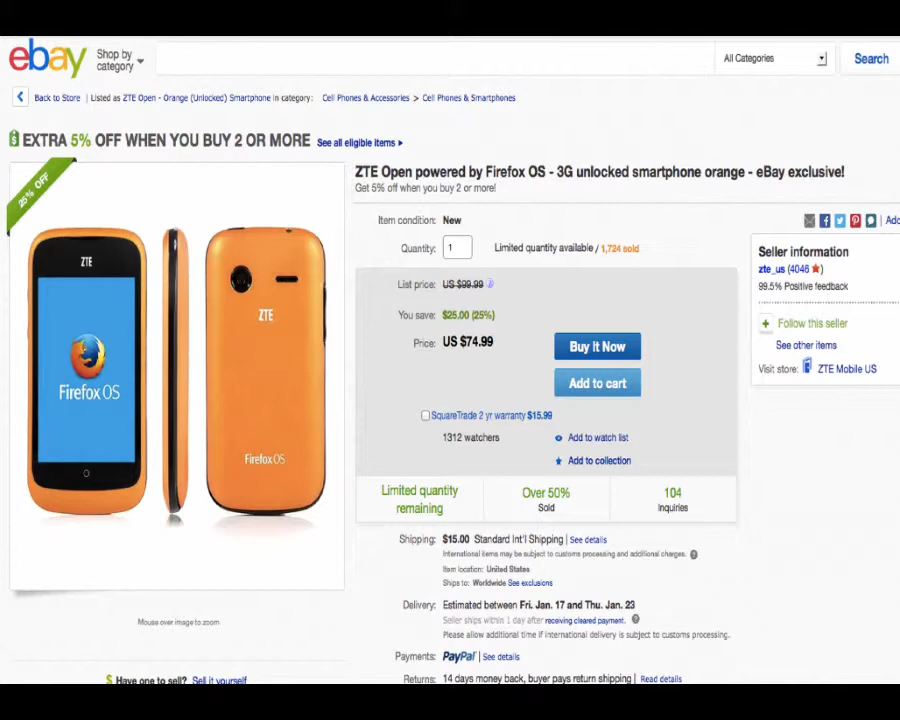 ebay
Shop by
category
All Categories
Search
Back to Store | Listed as ZTE Open - Orange (Unlocked) Smartphone in category: Cell Phones & Accessories > Cell Phones & Smartphones
$ EXTRA 5% OFF WHEN YOU BUY 2 OR MORE See all eligible items
25% OFF
ZTE Open powered by Firefox OS - 3G unlocked smartphone orange - eBay exclusive!
Get 5% off when you buy 2 or more!
Item condition: New
Quantity: 1 Limited quantity available / 1,724 sold
List price: US $99.99
You save: $25.00 (25%)
Price: US $74.99
Buy It Now
Add to cart
SquareTrade 2 yr warranty $15.99
1312 watchers
Add to watch list
Add to collection
Limited quantity
remaining
Over 50%
Sold
104
Inquiries
Shipping: $15.00 Standard Int'l Shipping | See details
International items may be subject to customs processing and additional charges.
Item location: United States
Ships to: Worldwide See exclusions
Delivery: Estimated between Fri. Jan. 17 and Thu. Jan. 23
Seller ships within 1 day after receiving cleared payment.
Please allow additional time if international delivery is subject to customs processing.
Payments: PayPal | See details
Returns: 14 days money back, buyer pays return shipping | Read details
Seller information
zte_us (4046)
99.5% Positive feedback
+ Follow this seller
See other items
Visit store: ZTE Mobile US
ZTE
Firefox OS
ZTE
Firefox OS
Mouse over image to zoom
$ Have one to sell? Sell it yourself